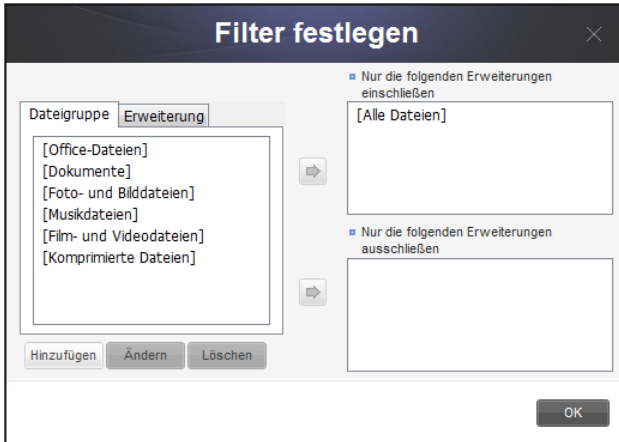 Filter festlegen
Dateigruppe
Erweiterung
[Office-Dateien]
[Dokumente]
[Foto- und Bilddateien]
[Musikdateien]
[Film- und Videodateien]
[Komprimierte Dateien]
Hinzufügen
Ändern
Löschen
Nur die folgenden Erweiterungen
einschließen
[Alle Dateien]
Nur die folgenden Erweiterungen
ausschließen
OK